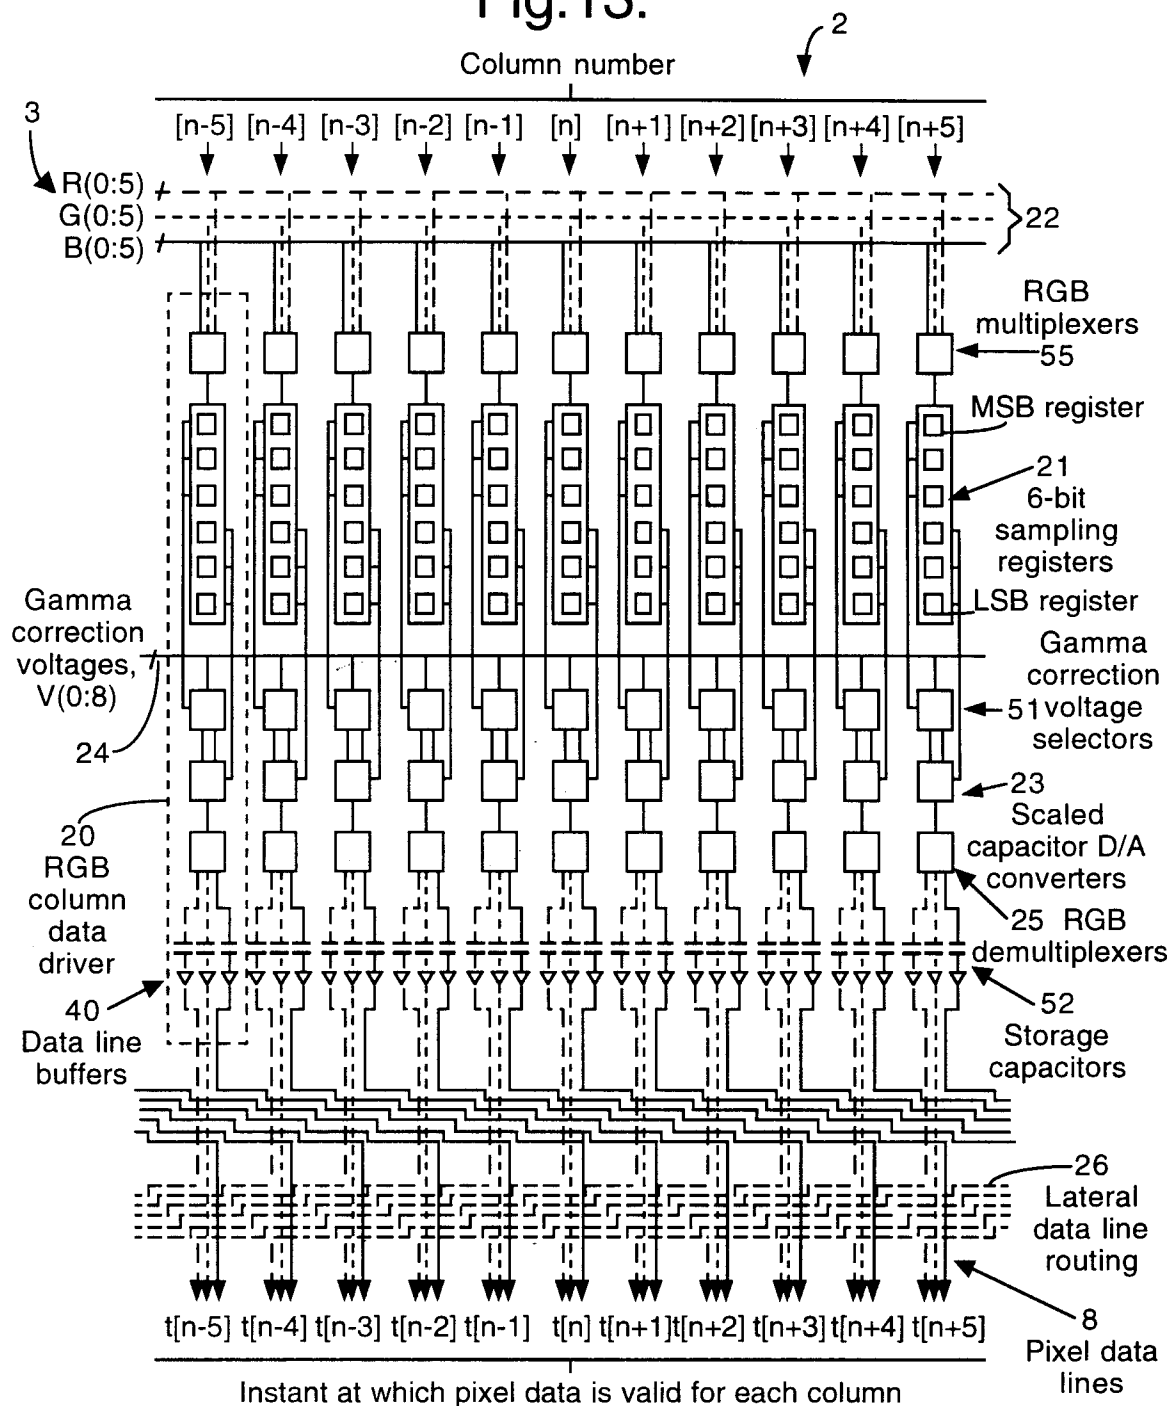 Fig.13.
2
Column number
3
[n-5] [n-4] [n-3] [n-2] [n-1] [n] [n+1] [n+2] [n+3] [n+4] [n+5]
R(0:5)
G(0:5)
B(0:5)
22
RGB
multiplexers
55
MSB register
21
6-bit
sampling
registers
LSB register
Gamma
correction
voltages,
V(0:8)
24
Gamma
correction
51 voltage
selectors
23
Scaled
capacitor D/A
converters
20
RGB
column
data
driver
25 RGB
demultiplexers
40
Data line
buffers
52
Storage
capacitors
26
Lateral
data line
routing
t[n-5] t[n-4] t[n-3] t[n-2] t[n-1] t[n] t[n+1] t[n+2] t[n+3] t[n+4] t[n+5]
8
Pixel data
lines
Instant at which pixel data is valid for each column